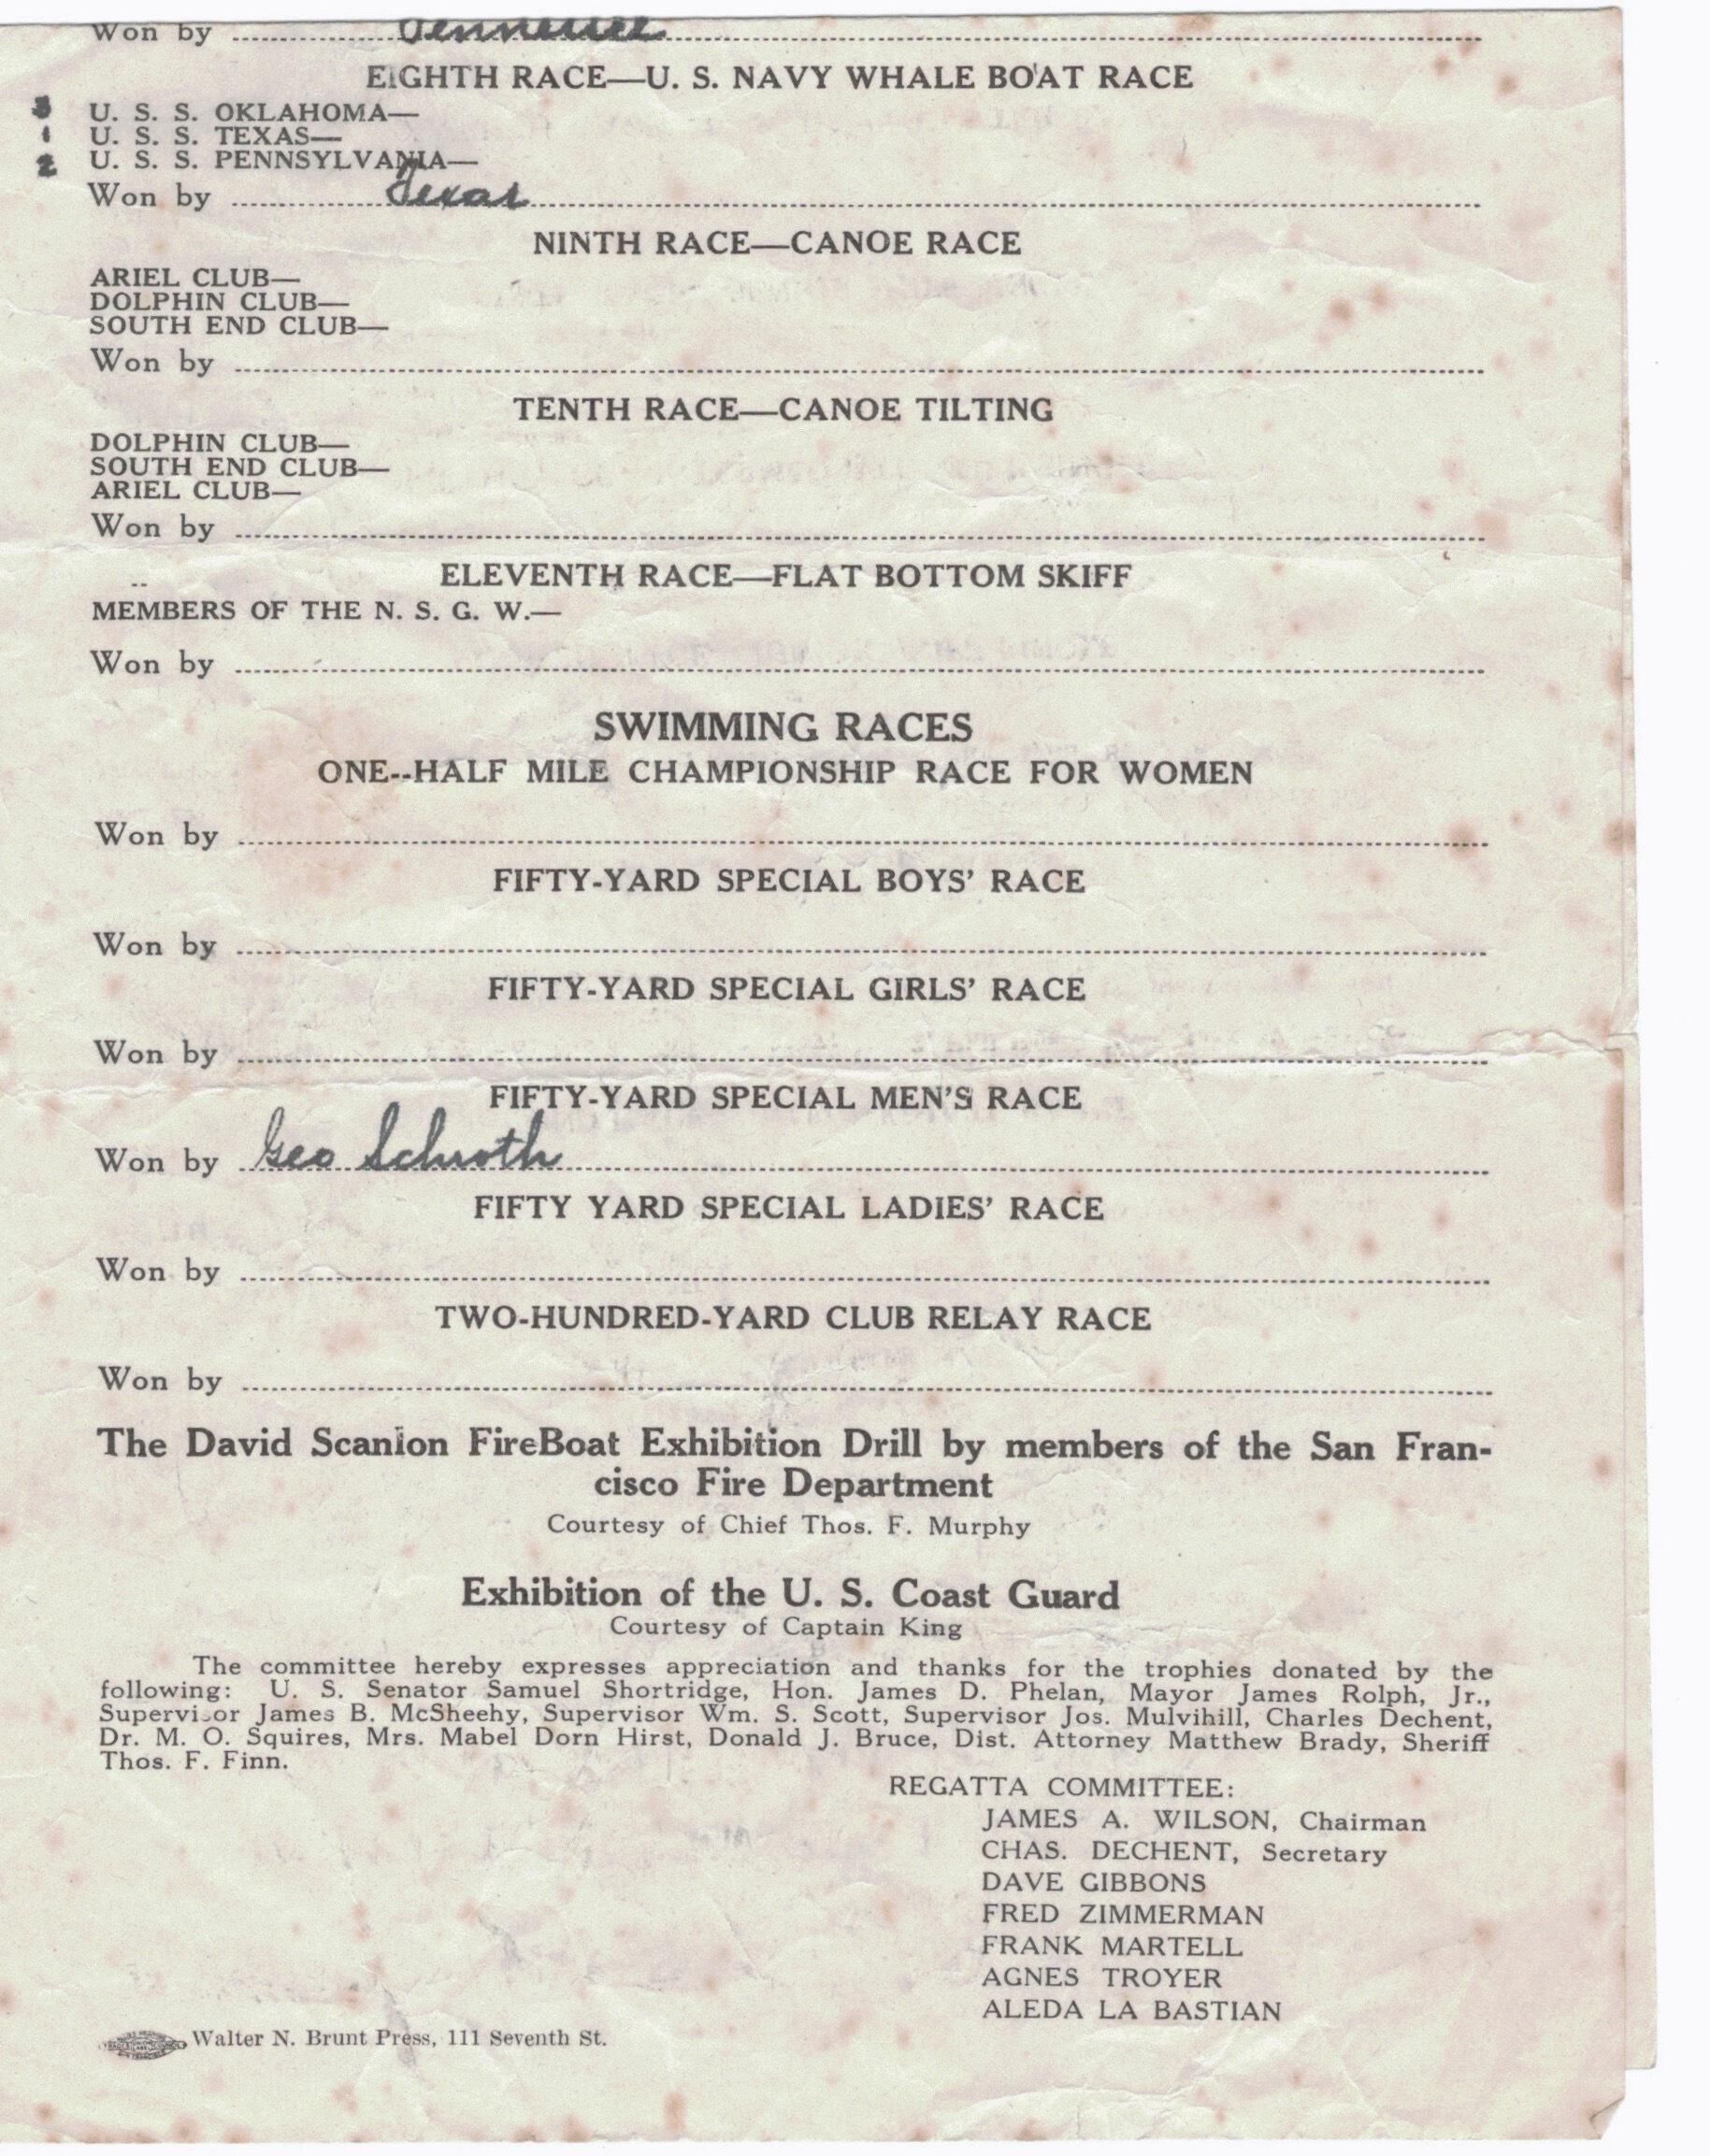 Won by Tennessee
EIGHTH RACE—U. S. NAVY WHALE BOAT RACE
3 U. S. S. OKLAHOMA—
1 U. S. S. TEXAS—
2 U. S. S. PENNSYLVANIA—
Won by Texas
NINTH RACE—CANOE RACE
ARIEL CLUB—
DOLPHIN CLUB—
SOUTH END CLUB—
Won by
TENTH RACE—CANOE TILTING
DOLPHIN CLUB—
SOUTH END CLUB—
ARIEL CLUB—
Won by
ELEVENTH RACE—FLAT BOTTOM SKIFF
MEMBERS OF THE N. S. G. W.—
Won by
SWIMMING RACES
ONE--HALF MILE CHAMPIONSHIP RACE FOR WOMEN
Won by
FIFTY-YARD SPECIAL BOYS' RACE
Won by
FIFTY-YARD SPECIAL GIRLS' RACE
Won by
FIFTY-YARD SPECIAL MEN'S RACE
Won by Geo Schroth
FIFTY YARD SPECIAL LADIES' RACE
Won by
TWO-HUNDRED-YARD CLUB RELAY RACE
Won by
The David Scanlon FireBoat Exhibition Drill by members of the San Fran-
cisco Fire Department
Courtesy of Chief Thos. F. Murphy
Exhibition of the U. S. Coast Guard
Courtesy of Captain King
The committee hereby expresses appreciation and thanks for the trophies donated by the
following: U. S. Senator Samuel Shortridge, Hon. James D. Phelan, Mayor James Rolph, Jr.,
Supervisor James B. McSheehy, Supervisor Wm. S. Scott, Supervisor Jos. Mulvihill, Charles Dechent,
Dr. M. O. Squires, Mrs. Mabel Dorn Hirst, Donald J. Bruce, Dist. Attorney Matthew Brady, Sheriff
Thos. F. Finn.
REGATTA COMMITTEE:
JAMES A. WILSON, Chairman
CHAS. DECHENT, Secretary
DAVE GIBBONS
FRED ZIMMERMAN
FRANK MARTELL
AGNES TROYER
ALEDA LA BASTIAN
Walter N. Brunt Press, 111 Seventh St.